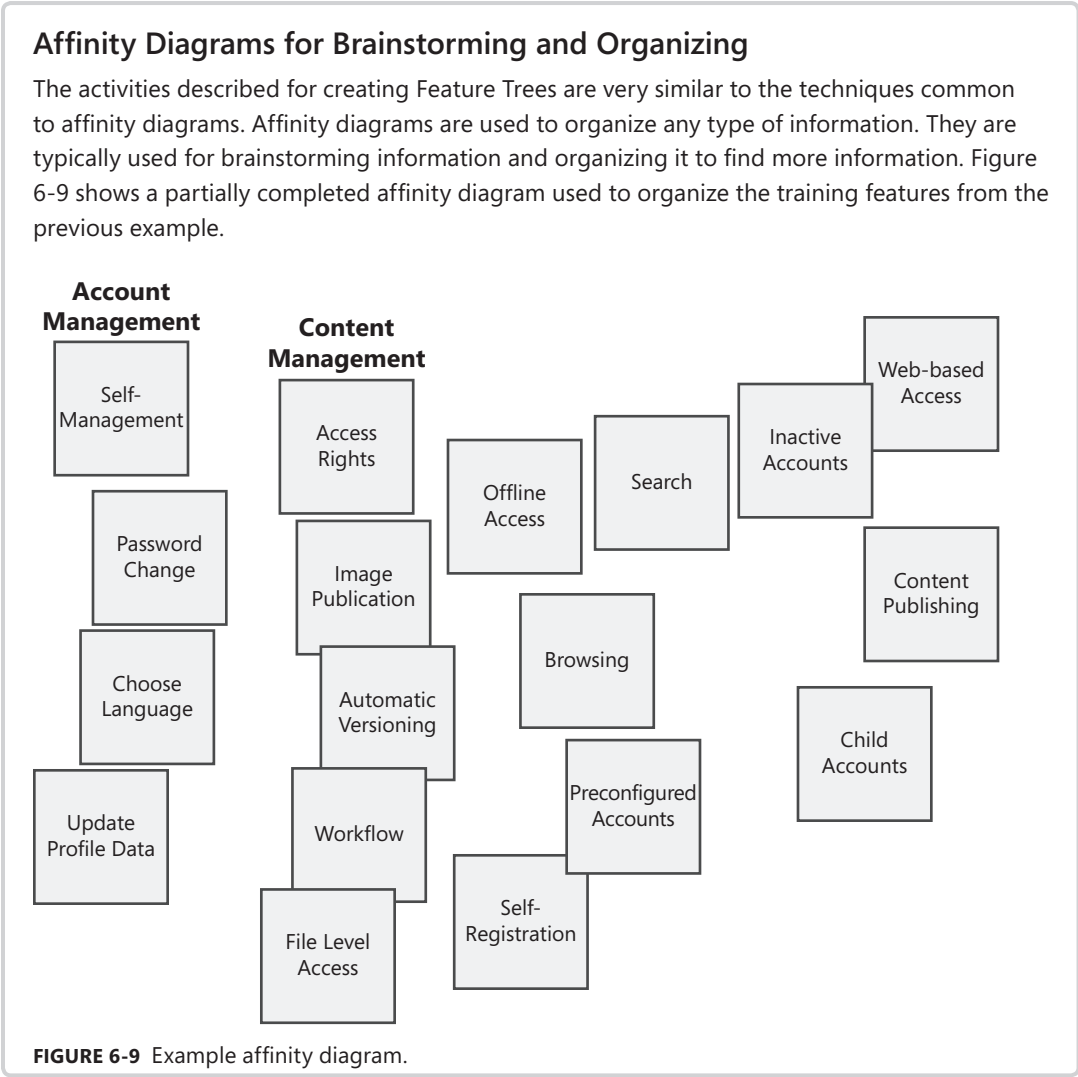 Affinity Diagrams for Brainstorming and Organizing
The activities described for creating Feature Trees are very similar to the techniques common
to affinity diagrams. Affinity diagrams are used to organize any type of information. They are
typically used for brainstorming information and organizing it to find more information. Figure
6-9 shows a partially completed affinity diagram used to organize the training features from the
previous example.
Account
Management
Self-
Management
Password
Change
Choose
Language
Update
Profile Data
Content
Management
Access
Rights
Image
Publication
Automatic
Versioning
Workflow
File Level
Access
Offline
Access
Search
Inactive
Accounts
Web-based
Access
Browsing
Content
Publishing
Preconfigured
Accounts
Child
Accounts
Self-
Registration
FIGURE 6-9 Example affinity diagram.